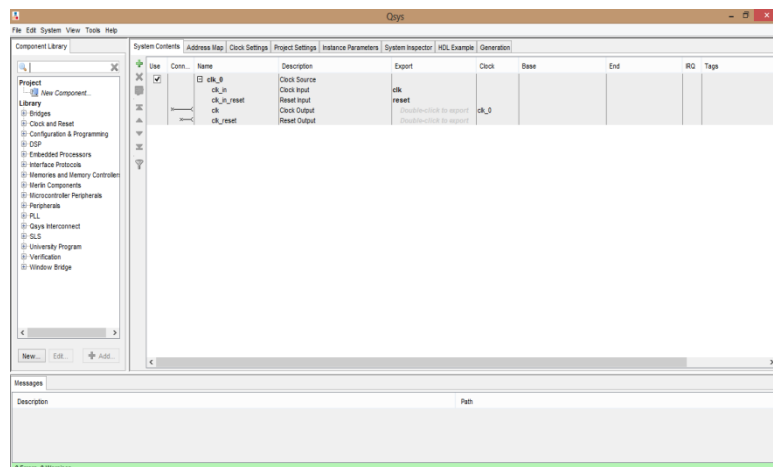 Qsys
File Edit System View Tools Help
Component Library
System Contents Address Map Clock Settings Project Settings Instance Parameters System Inspector HDL Example Generation
Use Conn... Name Description Export Clock Base End IRQ Tags
clk_0 Clock Source
clk_in Clock Input clk
clk_in_reset Reset Input reset
clk Clock Output Double-click to export clk_0
clk_reset Reset Output Double-click to export
Project
New Component...
Library
Bridges
Clock and Reset
Configuration & Programming
DSP
Embedded Processors
Interface Protocols
Memories and Memory Controllers
Merlin Components
Microcontroller Peripherals
Peripherals
PLL
Qsys Interconnect
SLS
University Program
Verification
Window Bridge
New... Edit... Add...
Messages
Description Path
0 Errors, 0 Warnings